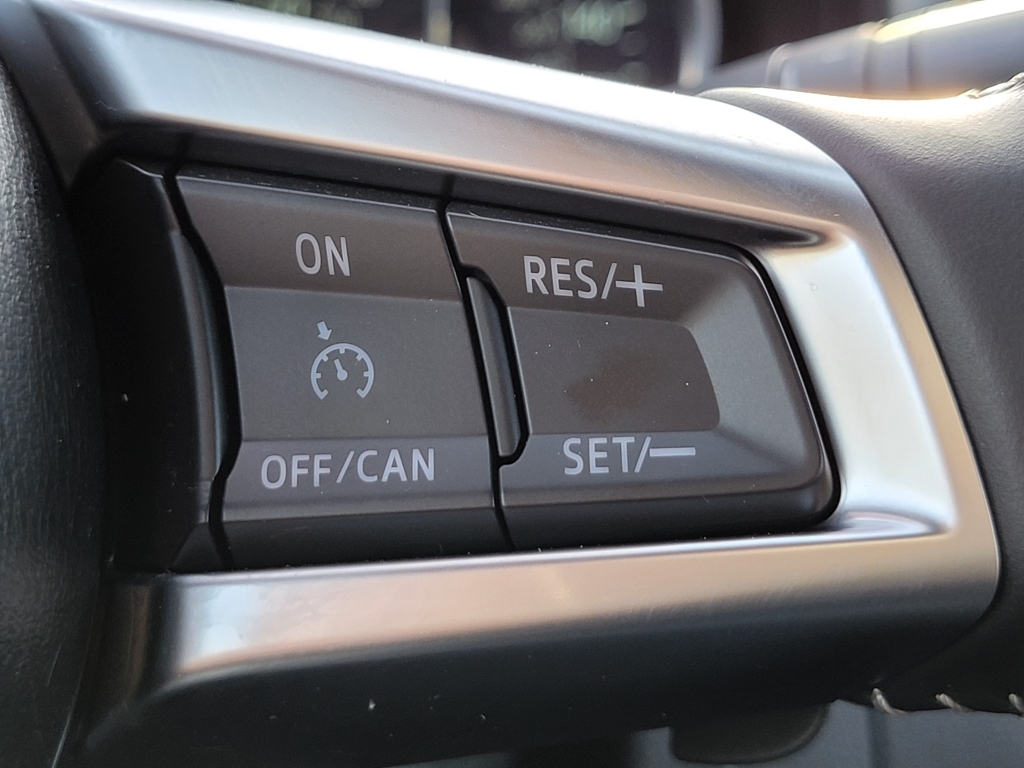 ON
RES/+
OFF/CAN
SET/−